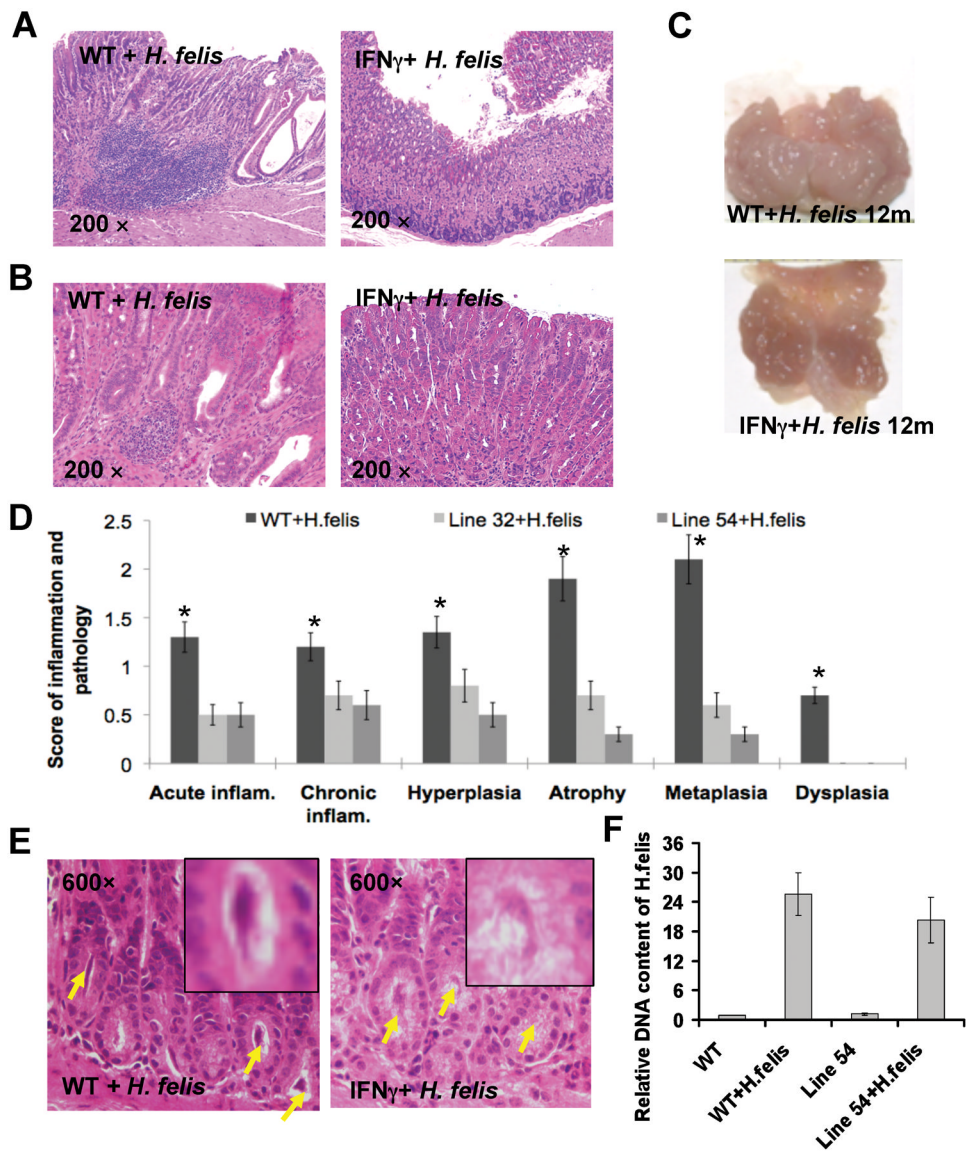 A
WT + H. felis
200 ×
IFNγ+ H. felis
200 ×
C
WT+H. felis 12m
IFNγ+H. felis 12m
B
WT + H. felis
200 ×
IFNγ+ H. felis
200 ×
D
WT+H.felis
Line 32+H.felis
Line 54+H.felis
Score of inflammation and
pathology
2.5
2
1.5
1
0.5
0
*
*
*
*
*
*
Acute inflam.
Chronic
inflam.
Hyperplasia
Atrophy
Metaplasia
Dysplasia
E
600×
WT + H. felis
600×
IFNγ+ H. felis
F
Relative DNA content of H.felis
36
30
24
18
12
6
0
WT
WT+H.felis
Line 54
Line 54+H.felis